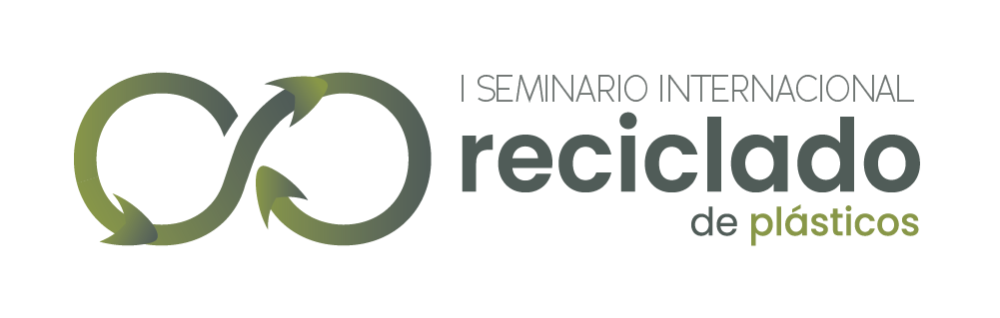 I SEMINARIO INTERNACIONAL
reciclado
de plásticos